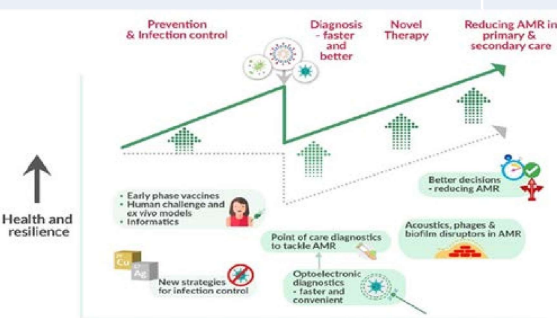 Prevention
& Infection control
Diagnosis
- faster
and
better
Novel
Therapy
Reducing AMR in
primary &
secondary care
Health and
resilience
• Early phase vaccines
• Human challenge and
ex vivo models
• Informatics
Cu
Ag
New strategies
for infection control
Point of care diagnostics
to tackle AMR
Optoelectronic
diagnostics
- faster and
convenient
Better decisions
- reducing AMR
Acoustics, phages &
biofilm disruptors in AMR